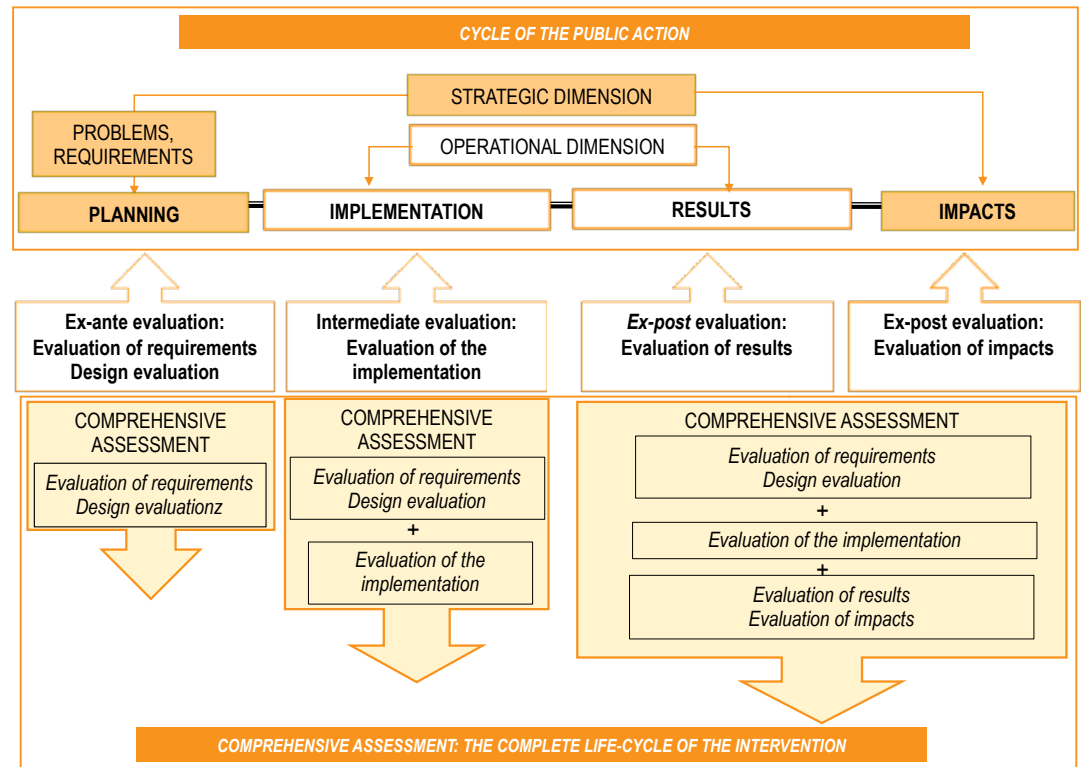 CYCLE OF THE PUBLIC ACTION
STRATEGIC DIMENSION
PROBLEMS,
REQUIREMENTS
OPERATIONAL DIMENSION
PLANNING
IMPLEMENTATION
RESULTS
IMPACTS
Ex-ante evaluation:
Evaluation of requirements
Design evaluation
Intermediate evaluation:
Evaluation of the
implementation
Ex-post evaluation:
Evaluation of results
Ex-post evaluation:
Evaluation of impacts
COMPREHENSIVE
ASSESSMENT
Evaluation of requirements
Design evaluationz
COMPREHENSIVE
ASSESSMENT
Evaluation of requirements
Design evaluation
+
Evaluation of the
implementation
COMPREHENSIVE ASSESSMENT
Evaluation of requirements
Design evaluation
+
Evaluation of the implementation
+
Evaluation of results
Evaluation of impacts
COMPREHENSIVE ASSESSMENT: THE COMPLETE LIFE-CYCLE OF THE INTERVENTION